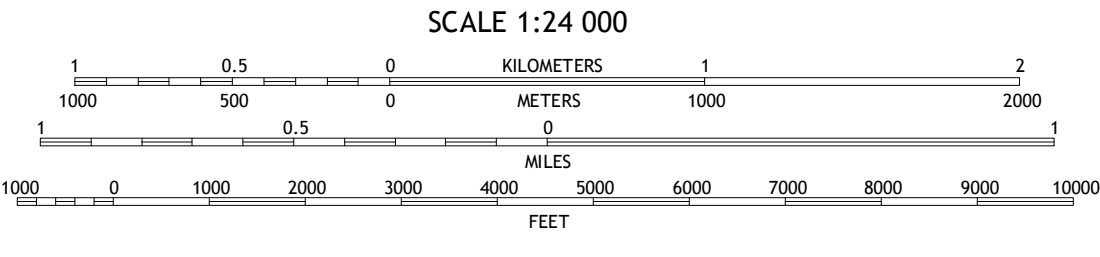 SCALE 1:24 000
1 0.5 0 KILOMETERS 1 2
1000 500 0 METERS 1000 2000
1 0.5 0 1
MILES
1000 0 1000 2000 3000 4000 5000 6000 7000 8000 9000 10000
FEET